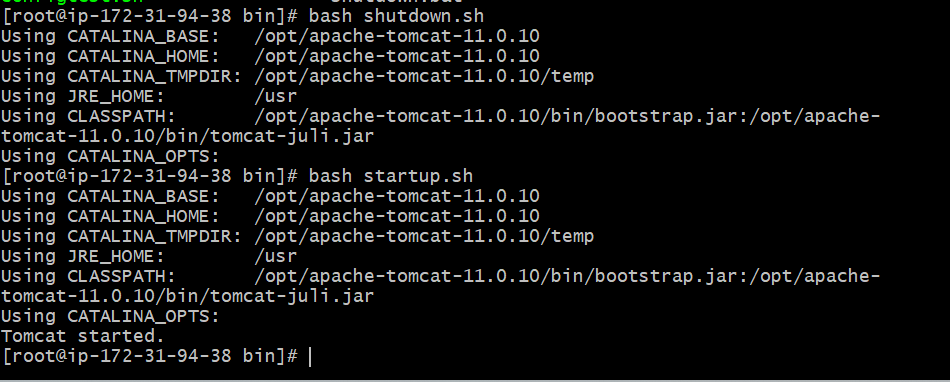 [root@ip-172-31-94-38 bin]# bash shutdown.sh
Using CATALINA_BASE:   /opt/apache-tomcat-11.0.10
Using CATALINA_HOME:   /opt/apache-tomcat-11.0.10
Using CATALINA_TMPDIR: /opt/apache-tomcat-11.0.10/temp
Using JRE_HOME:        /usr
Using CLASSPATH:       /opt/apache-tomcat-11.0.10/bin/bootstrap.jar:/opt/apache-
tomcat-11.0.10/bin/tomcat-juli.jar
Using CATALINA_OPTS:
[root@ip-172-31-94-38 bin]# bash startup.sh
Using CATALINA_BASE:   /opt/apache-tomcat-11.0.10
Using CATALINA_HOME:   /opt/apache-tomcat-11.0.10
Using CATALINA_TMPDIR: /opt/apache-tomcat-11.0.10/temp
Using JRE_HOME:        /usr
Using CLASSPATH:       /opt/apache-tomcat-11.0.10/bin/bootstrap.jar:/opt/apache-
tomcat-11.0.10/bin/tomcat-juli.jar
Using CATALINA_OPTS:
Tomcat started.
[root@ip-172-31-94-38 bin]#